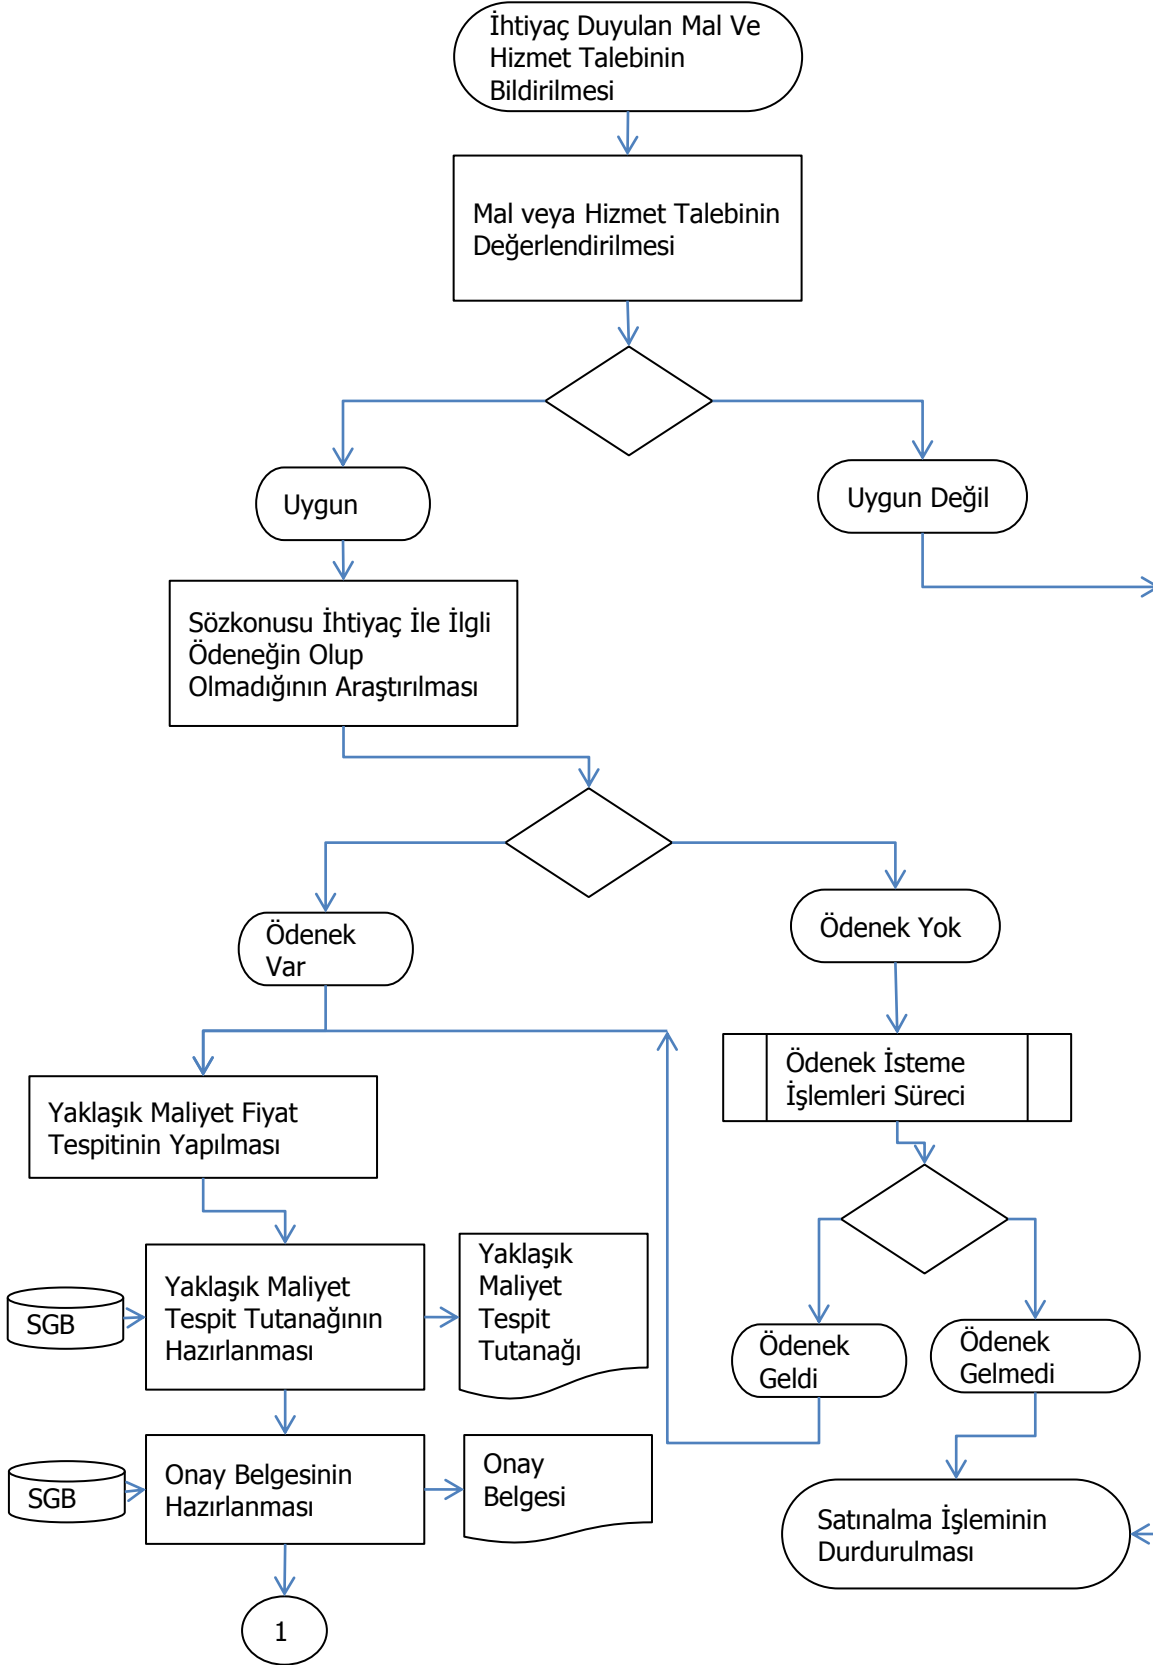 İhtiyaç Duyulan Mal Ve
Hizmet Talebinin
Bildirilmesi
Mal veya Hizmet Talebinin
Değerlendirilmesi
Uygun
Uygun Değil
Sözkonusu İhtiyaç İle İlgli
Ödeneğin Olup
Olmadığının Araştırılması
Ödenek
Var
Ödenek Yok
Ödenek İsteme
İşlemleri Süreci
Yaklaşık Maliyet Fiyat
Tespitinin Yapılması
SGB
Yaklaşık Maliyet
Tespit Tutanağının
Hazırlanması
Yaklaşık
Maliyet
Tespit
Tutanağı
Ödenek
Geldi
Ödenek
Gelmedi
SGB
Onay Belgesinin
Hazırlanması
Onay
Belgesi
Satınalma İşleminin
Durdurulması
1